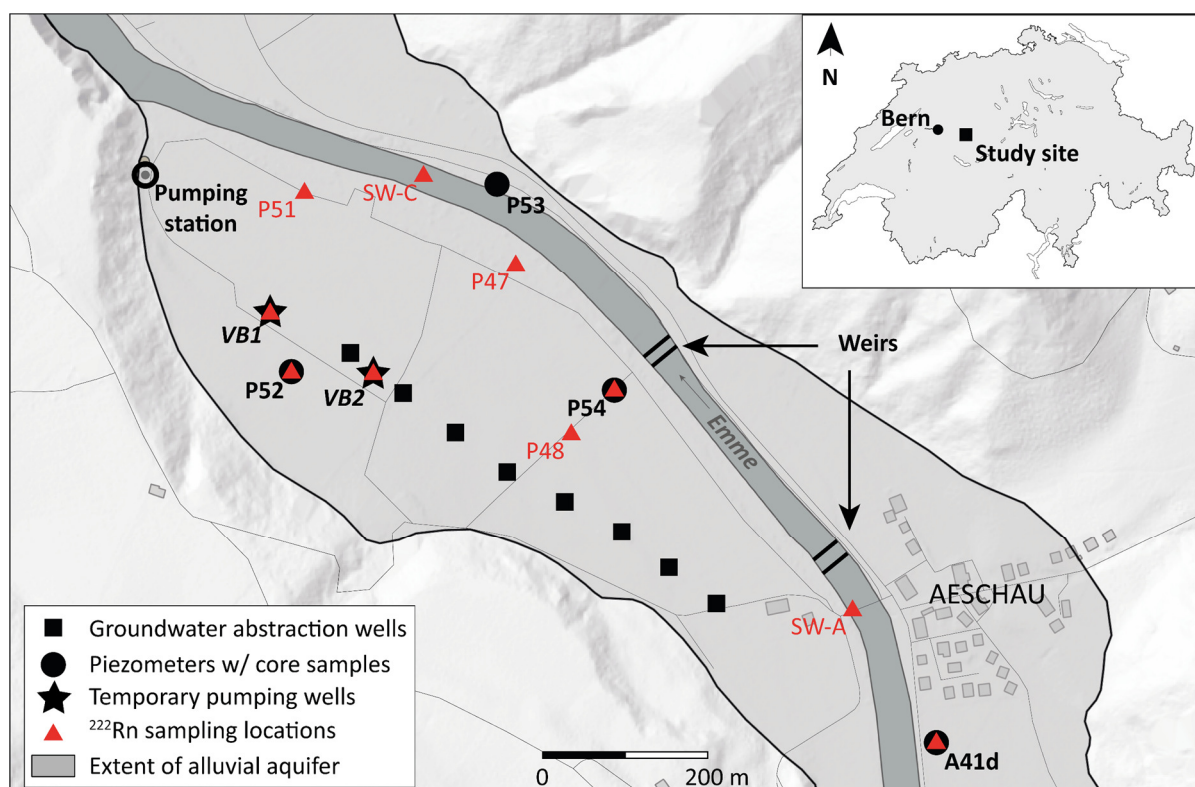 N
Bern
Study site
Pumping
station
P51
SW-C
P53
P47
VB1
P52
VB2
P54
P48
Weirs
Emme
AESCHAU
SW-A
A41d
Groundwater abstraction wells
Piezometers w/ core samples
Temporary pumping wells
²²²Rn sampling locations
Extent of alluvial aquifer
0
200 m